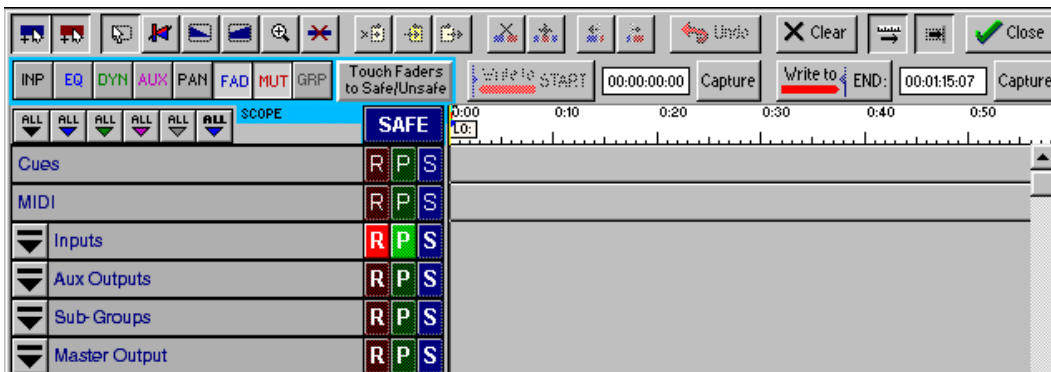 Undo Clear Close
INP EQ DYN AUX PAN FAD MUT GRP Touch Faders to Safe/Unsafe Write to START 00:00:00:00 Capture Write to END: 00:01:15:07 Capture
ALL ALL ALL ALL ALL ALL SCOPE SAFE 0:00 0:10 0:20 0:30 0:40 0:50
LO:
Cues R P S
MIDI R P S
Inputs R P S
Aux Outputs R P S
Sub-Groups R P S
Master Output R P S